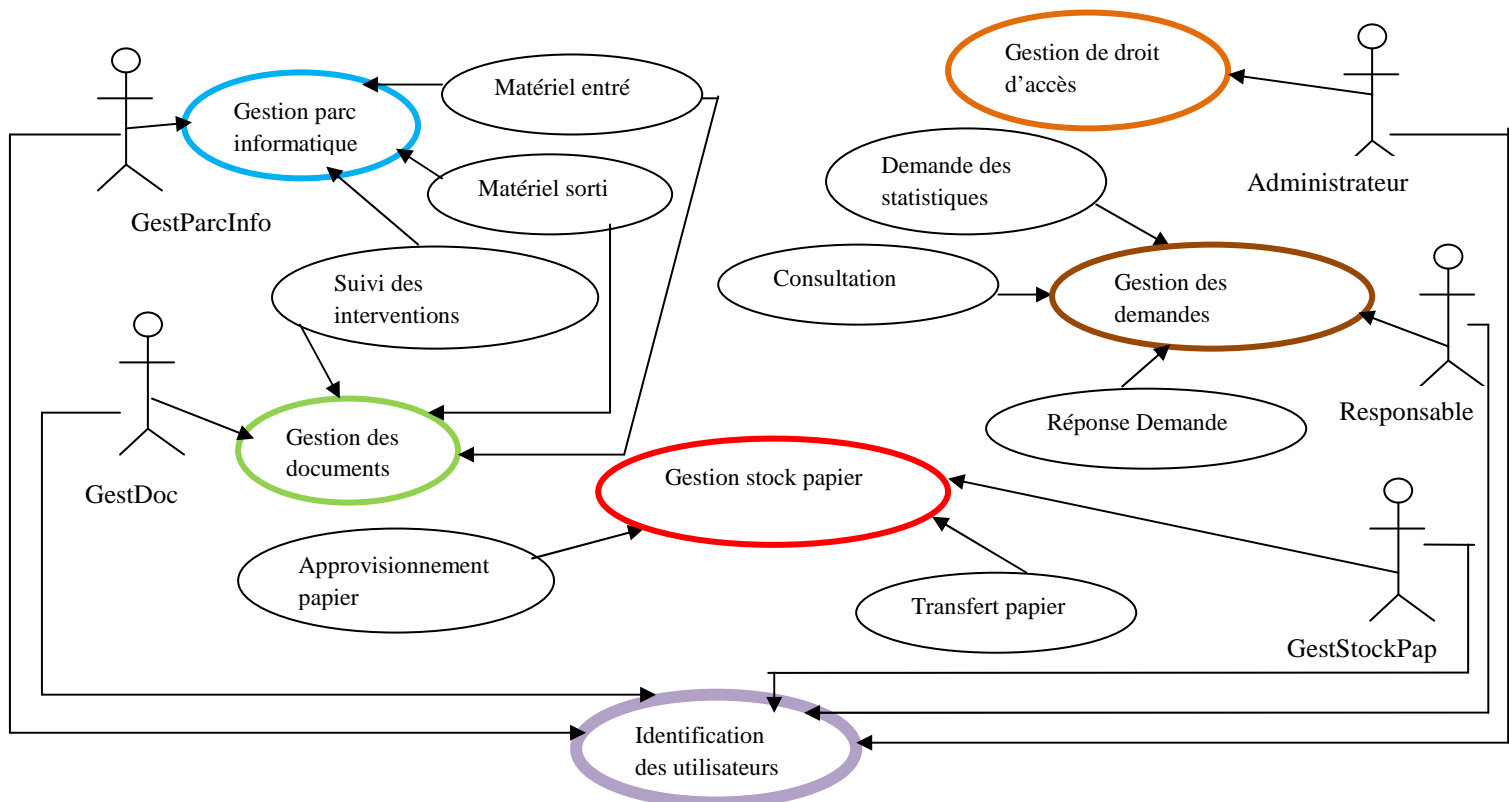 Gestion de droit
d’accès
Matériel entré
Gestion parc
informatique
Demande des
statistiques
Matériel sorti
Administrateur
GestParcInfo
Suivi des
interventions
Consultation
Gestion des
demandes
Réponse Demande
Responsable
Gestion des
documents
Gestion stock papier
GestDoc
Approvisionnement
papier
Transfert papier
GestStockPap
Identification
des utilisateurs